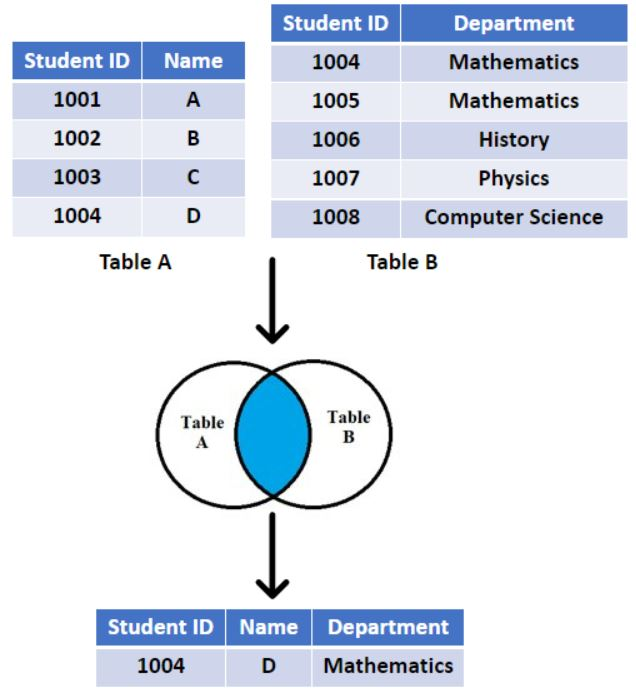 Student ID Name
1001 A
1002 B
1003 C
1004 D
Table A
Student ID Department
1004 Mathematics
1005 Mathematics
1006 History
1007 Physics
1008 Computer Science
Table B
Table
A
Table
B
Student ID Name Department
1004 D Mathematics